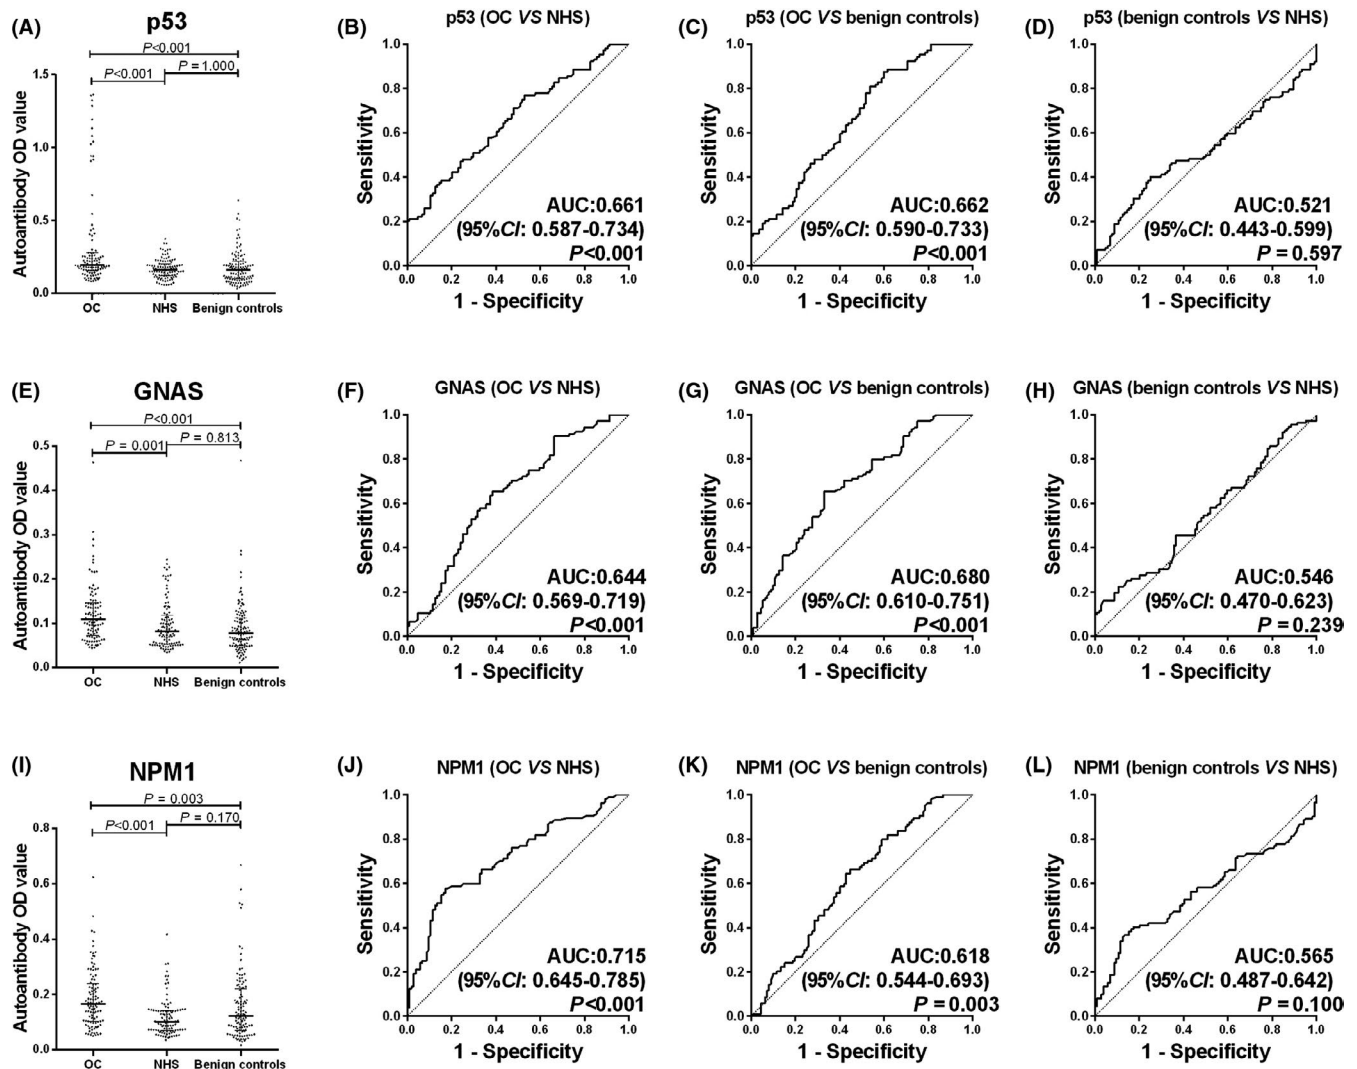 (A)
p53
P<0.001
P<0.001
P = 1.000
Autoantibody OD value
1.5
1.0
0.5
0.0
OC
NHS
Benign controls
(B)
p53 (OC VS NHS)
Sensitivity
1.0
0.8
0.6
0.4
0.2
0.0
AUC:0.661
(95%CI: 0.587-0.734)
P<0.001
0.0 0.2 0.4 0.6 0.8 1.0
1 - Specificity
(C)
p53 (OC VS benign controls)
Sensitivity
1.0
0.8
0.6
0.4
0.2
0.0
AUC:0.662
(95%CI: 0.590-0.733)
P<0.001
0.0 0.2 0.4 0.6 0.8 1.0
1 - Specificity
(D)
p53 (benign controls VS NHS)
Sensitivity
1.0
0.8
0.6
0.4
0.2
0.0
AUC:0.521
(95%CI: 0.443-0.599)
P = 0.597
0.0 0.2 0.4 0.6 0.8 1.0
1 - Specificity
(E)
GNAS
P<0.001
P = 0.001
P = 0.813
Autoantibody OD value
0.5
0.4
0.3
0.2
0.1
0.0
OC
NHS
Benign controls
(F)
GNAS (OC VS NHS)
Sensitivity
1.0
0.8
0.6
0.4
0.2
0.0
AUC:0.644
(95%CI: 0.569-0.719)
P<0.001
0.0 0.2 0.4 0.6 0.8 1.0
1 - Specificity
(G)
GNAS (OC VS benign controls)
Sensitivity
1.0
0.8
0.6
0.4
0.2
0.0
AUC:0.680
(95%CI: 0.610-0.751)
P<0.001
0.0 0.2 0.4 0.6 0.8 1.0
1 - Specificity
(H)
GNAS (benign controls VS NHS)
Sensitivity
1.0
0.8
0.6
0.4
0.2
0.0
AUC:0.546
(95%CI: 0.470-0.623)
P = 0.239
0.0 0.2 0.4 0.6 0.8 1.0
1 - Specificity
(I)
NPM1
P = 0.003
P<0.001
P = 0.170
Autoantibody OD value
0.8
0.6
0.4
0.2
0.0
OC
NHS
Benign controls
(J)
NPM1 (OC VS NHS)
Sensitivity
1.0
0.8
0.6
0.4
0.2
0.0
AUC:0.715
(95%CI: 0.645-0.785)
P<0.001
0.0 0.2 0.4 0.6 0.8 1.0
1 - Specificity
(K)
NPM1 (OC VS benign controls)
Sensitivity
1.0
0.8
0.6
0.4
0.2
0.0
AUC:0.618
(95%CI: 0.544-0.693)
P = 0.003
0.0 0.2 0.4 0.6 0.8 1.0
1 - Specificity
(L)
NPM1 (benign controls VS NHS)
Sensitivity
1.0
0.8
0.6
0.4
0.2
0.0
AUC:0.565
(95%CI: 0.487-0.642)
P = 0.100
0.0 0.2 0.4 0.6 0.8 1.0
1 - Specificity